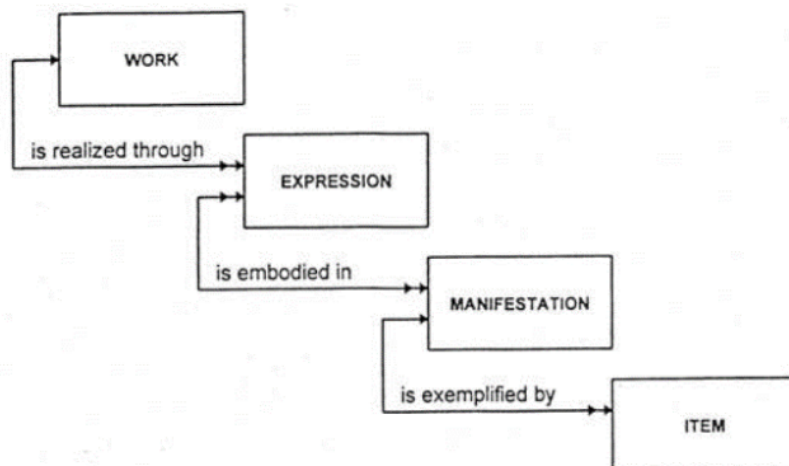 WORK
is realized through
EXPRESSION
is embodied in
MANIFESTATION
is exemplified by
ITEM